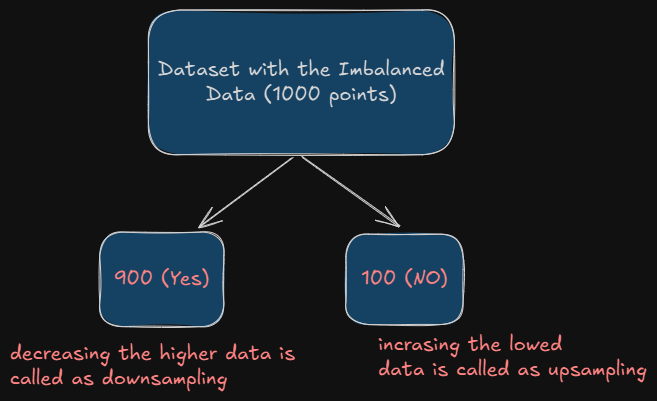 Dataset with the Imbalanced
Data (1000 points)
900 (Yes)
100 (NO)
decreasing the higher data is
called as downsampling
incrasing the lowed
data is called as upsampling